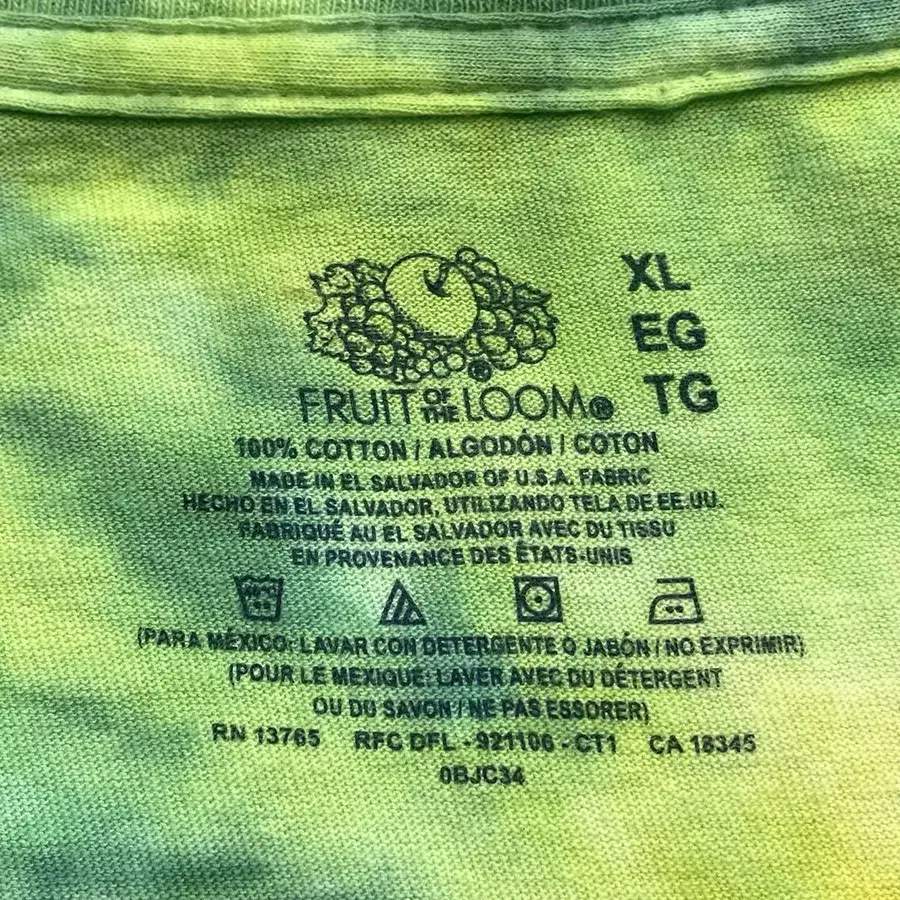 XL
EG
TG
FRUIT OF THE LOOM®
100% COTTON / ALGODÓN / COTON
MADE IN EL SALVADOR OF U.S.A. FABRIC
HECHO EN EL SALVADOR, UTILIZANDO TELA DE EE.UU.
FABRIQUÉ AU EL SALVADOR AVEC DU TISSU
EN PROVENANCE DES ÉTATS-UNIS
(PARA MÉXICO: LAVAR CON DETERGENTE O JABÓN / NO EXPRIMIR)
(POUR LE MEXIQUE: LAVER AVEC DU DÉTERGENT
OU DU SAVON / NE PAS ESSORER)
RN 13765 RFC DFL - 921106 - CT1 CA 18345
0BJC34